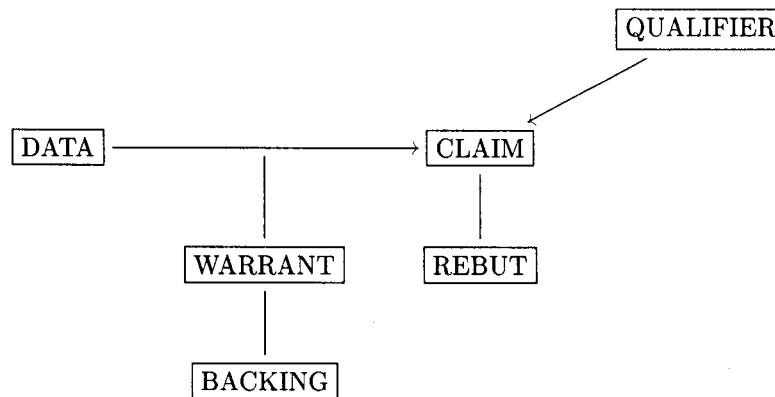 QUALIFIER
DATA
CLAIM
WARRANT
REBUT
BACKING